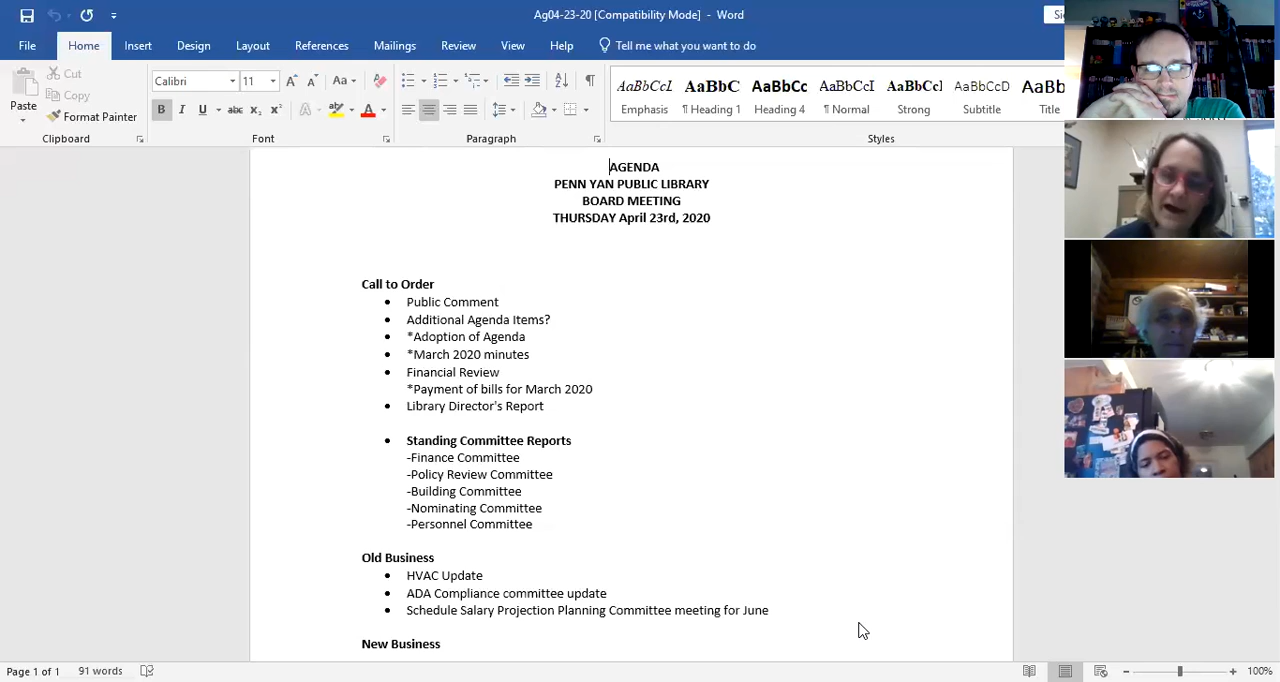 Ag04-23-20 [Compatibility Mode] - Word
File Home Insert Design Layout References Mailings Review View Help Tell me what you want to do
Paste
Cut
Copy
Format Painter
Calibri 11
Aa
B I U abc x₂ x² A A
AaBbCcI AaBbC AaBbCc AaBbCcI AaBbCcI AaBbCcD AaBb
Emphasis ¶ Heading 1 Heading 4 ¶ Normal Strong Subtitle Title
Clipboard Font Paragraph Styles
AGENDA
PENN YAN PUBLIC LIBRARY
BOARD MEETING
THURSDAY April 23rd, 2020
Call to Order
• Public Comment
• Additional Agenda Items?
• *Adoption of Agenda
• *March 2020 minutes
• Financial Review
*Payment of bills for March 2020
• Library Director's Report
• Standing Committee Reports
-Finance Committee
-Policy Review Committee
-Building Committee
-Nominating Committee
-Personnel Committee
Old Business
• HVAC Update
• ADA Compliance committee update
• Schedule Salary Projection Planning Committee meeting for June
New Business
Page 1 of 1 91 words 100%